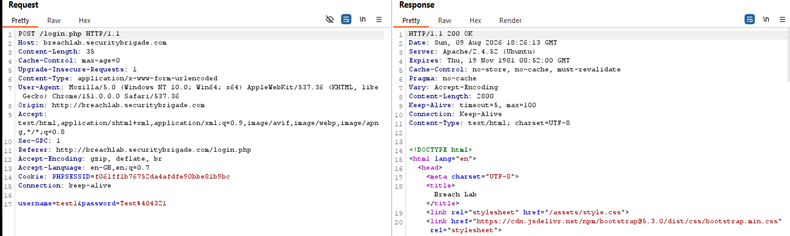 Request
Pretty Raw Hex
\n
1 POST /login.php HTTP/1.1
2 Host: breachlab.securitybrigade.com
3 Content-Length: 35
4 Cache-Control: max-age=0
5 Upgrade-Insecure-Requests: 1
6 Content-Type: application/x-www-form-urlencoded
7 User-Agent: Mozilla/5.0 (Windows NT 10.0; Win64; x64) AppleWebKit/537.36 (KHTML, like
Gecko) Chrome/151.0.0.0 Safari/537.36
8 Origin: http://breachlab.securitybrigade.com
9 Accept:
text/html,application/xhtml+xml,application/xml;q=0.9,image/avif,image/webp,image/apn
g,*/*;q=0.8
10 Sec-GPC: 1
11 Referer: http://breachlab.securitybrigade.com/login.php
12 Accept-Encoding: gzip, deflate, br
13 Accept-Language: en-GB,en;q=0.7
14 Cookie: PHPSESSID=f061ff1b76752da4afdfe90bbe81b9bc
15 Connection: keep-alive
16
17 username=test1&password=Test%404321
Response
Pretty Raw Hex Render
\n
1 HTTP/1.1 200 OK
2 Date: Sun, 09 Aug 2026 18:26:13 GMT
3 Server: Apache/2.4.52 (Ubuntu)
4 Expires: Thu, 19 Nov 1981 08:52:00 GMT
5 Cache-Control: no-store, no-cache, must-revalidate
6 Pragma: no-cache
7 Vary: Accept-Encoding
8 Content-Length: 2800
9 Keep-Alive: timeout=5, max=100
10 Connection: Keep-Alive
11 Content-Type: text/html; charset=UTF-8
12
13
14 <!DOCTYPE html>
15 <html lang="en">
16 <head>
17 <meta charset="UTF-8">
18 <title>
Breach Lab
</title>
19 <link rel="stylesheet" href="/assets/style.css">
20 <link href="https://cdn.jsdelivr.net/npm/bootstrap@5.3.0/dist/css/bootstrap.min.css"
rel="stylesheet">